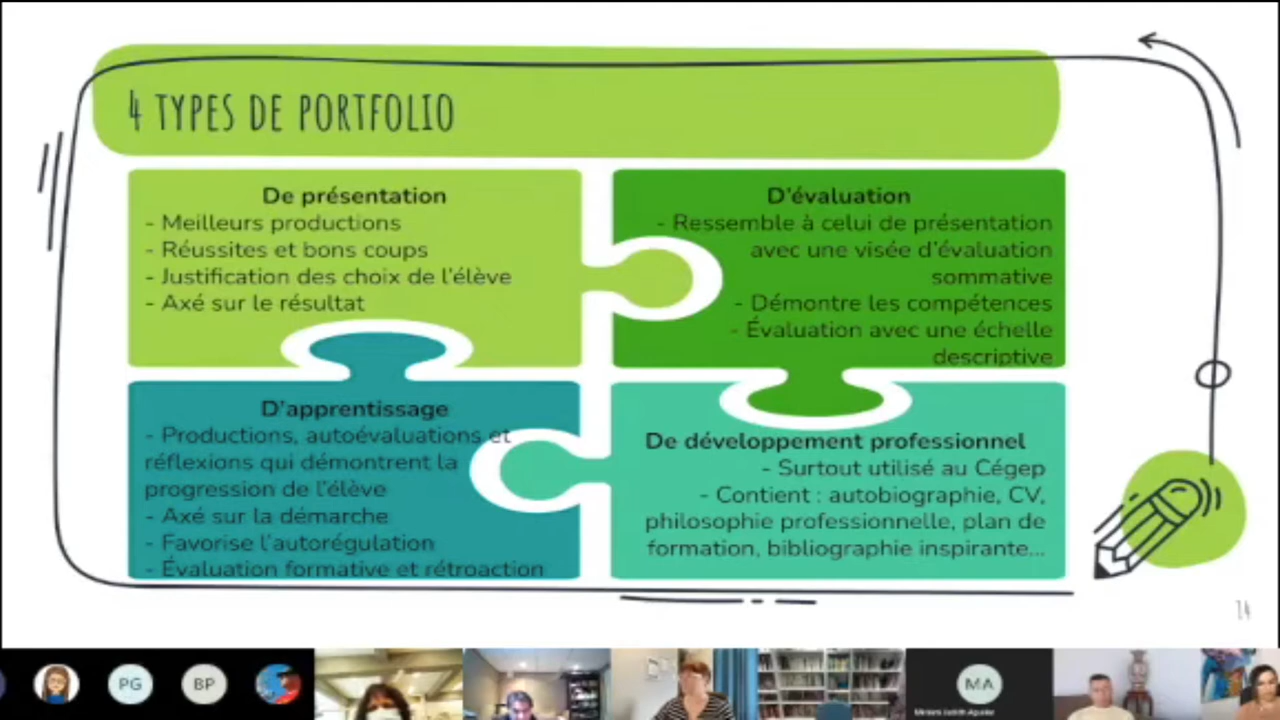 4 TYPES DE PORTFOLIO
De présentation
- Meilleurs productions
- Réussites et bons coups
- Justification des choix de l'élève
- Axé sur le résultat
D'évaluation
- Ressemble à celui de présentation
avec une visée d'évaluation
sommative
- Démontre les compétences
- Évaluation avec une échelle
descriptive
D'apprentissage
- Productions, autoévaluations et
réflexions qui démontrent la
progression de l'élève
- Axé sur la démarche
- Favorise l'autorégulation
- Évaluation formative et rétroaction
De développement professionnel
- Surtout utilisé au Cégep
- Contient : autobiographie, CV,
philosophie professionnelle, plan de
formation, bibliographie inspirante...
PG
BP
MA